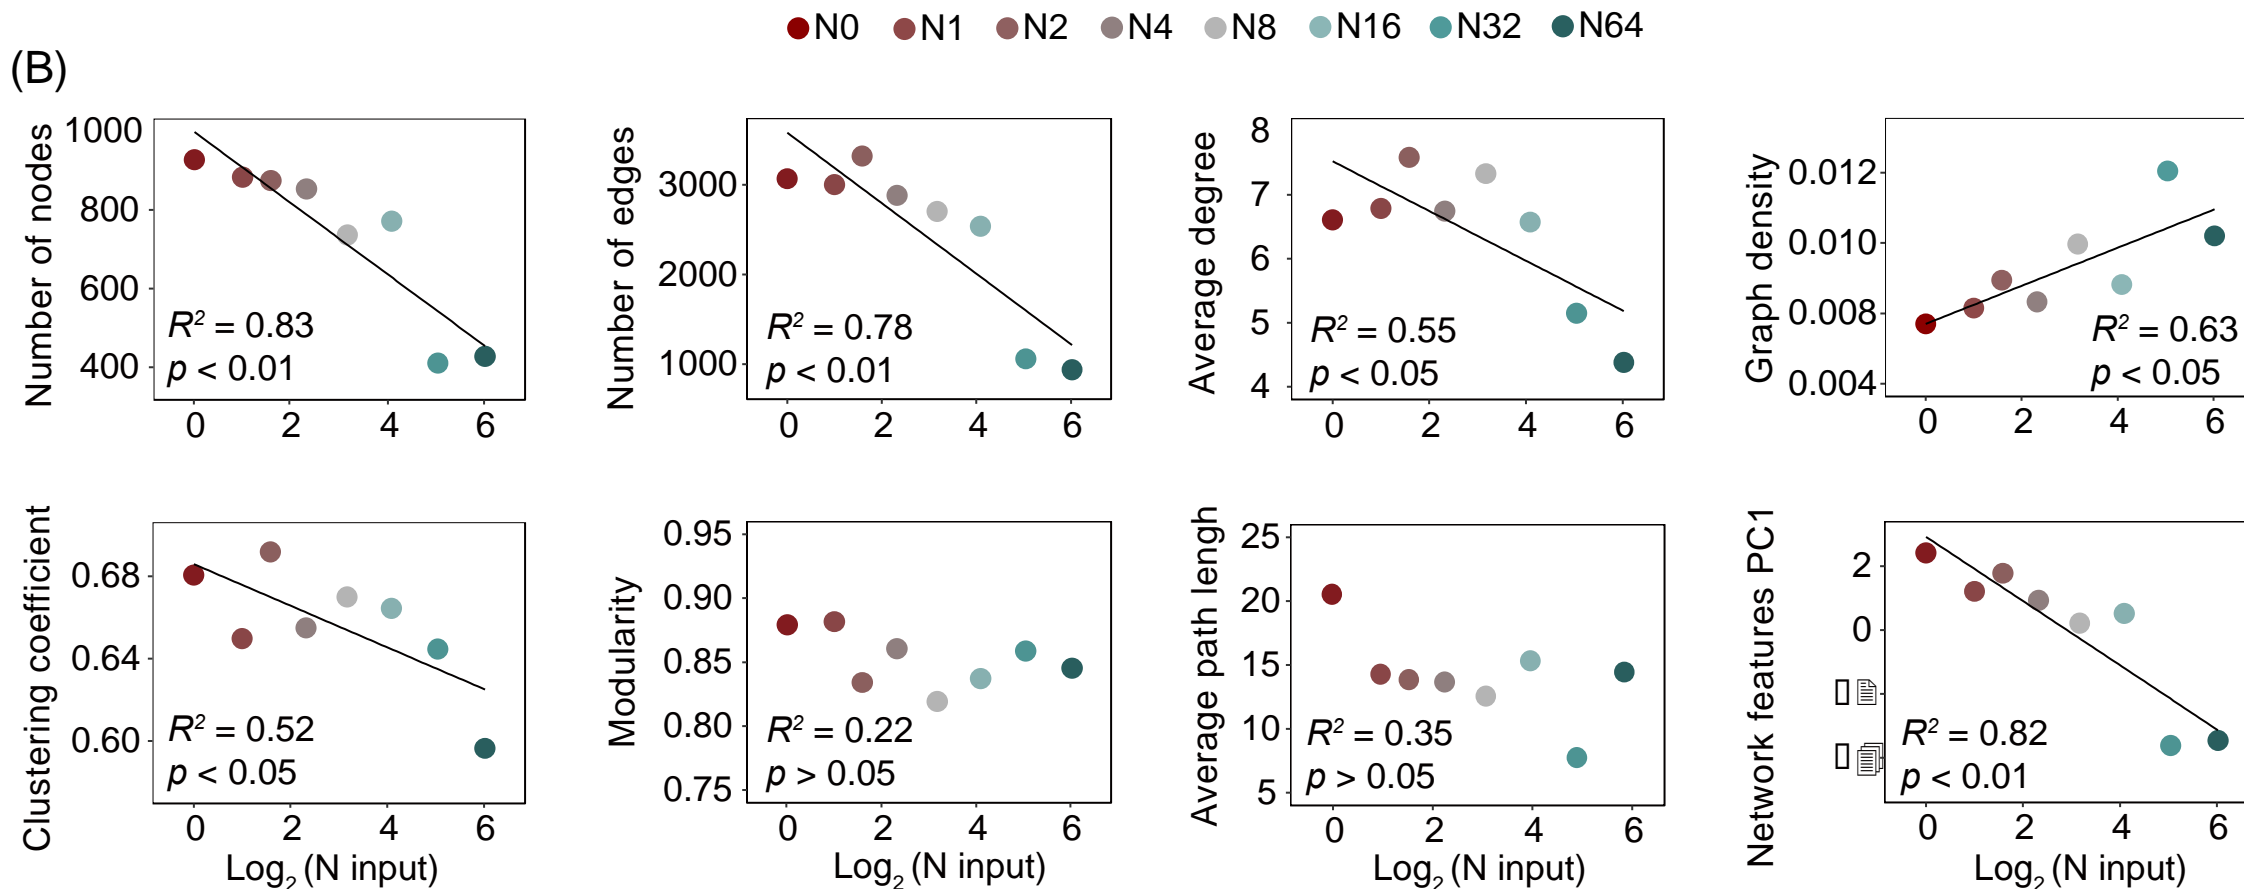 N0 N1 N2 N4 N8 N16 N32 N64
(B)
Number of nodes
1000
800
600
400
R² = 0.83
p < 0.01
0 2 4 6
Number of edges
3000
2000
1000
R² = 0.78
p < 0.01
0 2 4 6
Average degree
8
7
6
5
4
R² = 0.55
p < 0.05
0 2 4 6
Graph density
0.012
0.010
0.008
0.004
R² = 0.63
p < 0.05
0 2 4 6
Clustering coefficient
0.68
0.64
0.60
R² = 0.52
p < 0.05
0 2 4 6
Log₂ (N input)
Modularity
0.95
0.90
0.85
0.80
0.75
R² = 0.22
p > 0.05
0 2 4 6
Log₂ (N input)
Average path lengh
25
20
15
10
5
R² = 0.35
p > 0.05
0 2 4 6
Log₂ (N input)
Network features PC1
2
0
R² = 0.82
p < 0.01
0 2 4 6
Log₂ (N input)